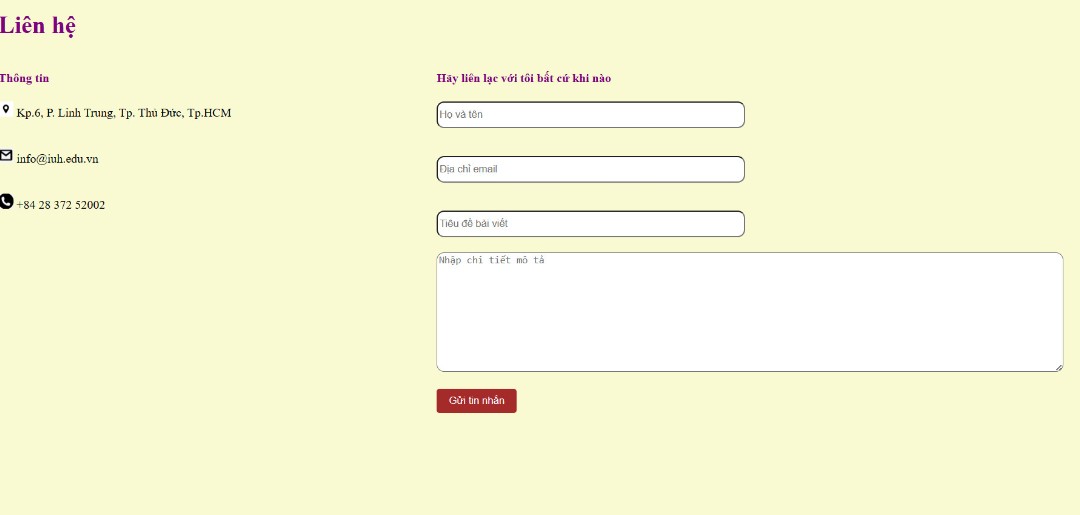 Liên hệ
Thông tin
Kp.6, P. Linh Trung, Tp. Thủ Đức, Tp.HCM
info@iuh.edu.vn
+84 28 372 52002
Hãy liên lạc với tôi bất cứ khi nào
Họ và tên
Địa chỉ email
Tiêu đề bài viết
Nhập chi tiết mô tả
Gửi tin nhắn